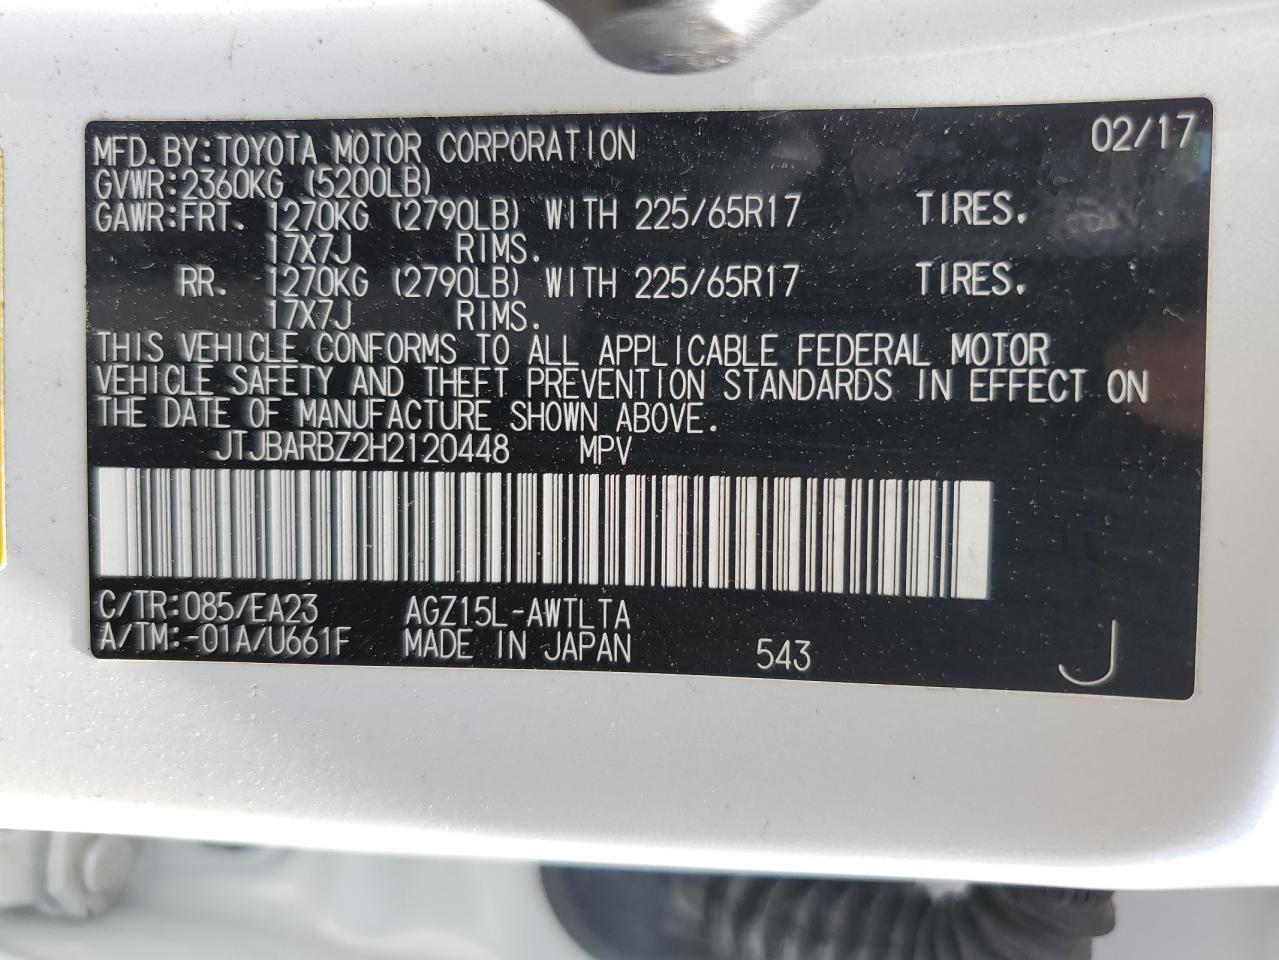 MFD.BY:TOYOTA MOTOR CORPORATION 02/17
GVWR:2360KG (5200LB)
GAWR:FRT. 1270KG (2790LB) WITH 225/65R17 TIRES.
17X7J RIMS.
RR. 1270KG (2790LB) WITH 225/65R17 TIRES.
17X7J RIMS.
THIS VEHICLE CONFORMS TO ALL APPLICABLE FEDERAL MOTOR
VEHICLE SAFETY AND THEFT PREVENTION STANDARDS IN EFFECT ON
THE DATE OF MANUFACTURE SHOWN ABOVE.
JTJBARBZ2H2120448 MPV
C/TR:085/EA23 AGZ15L-AWTLTA
A/TM:-01A/U661F MADE IN JAPAN 543 J